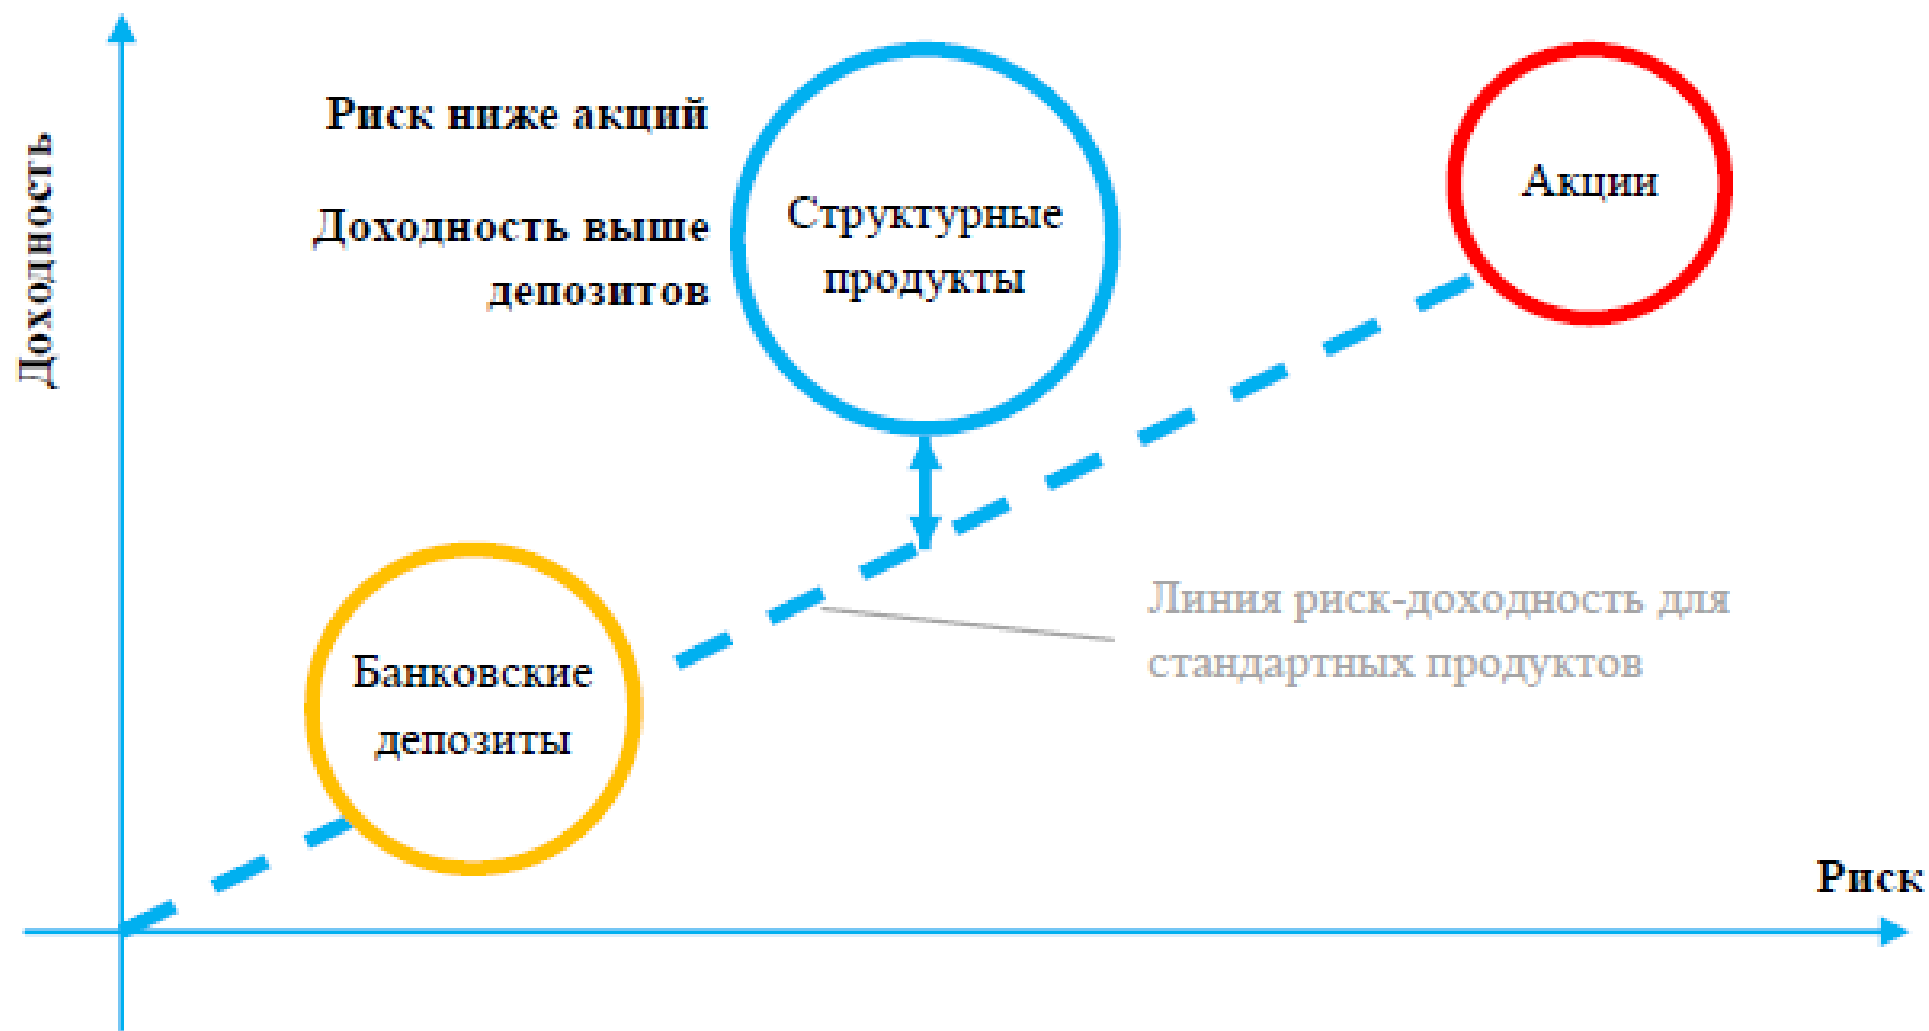 Доходность
Риск ниже акций
Доходность выше
депозитов
Структурные
продукты
Акции
Банковские
депозиты
Линия риск-доходность для
стандартных продуктов
Риск